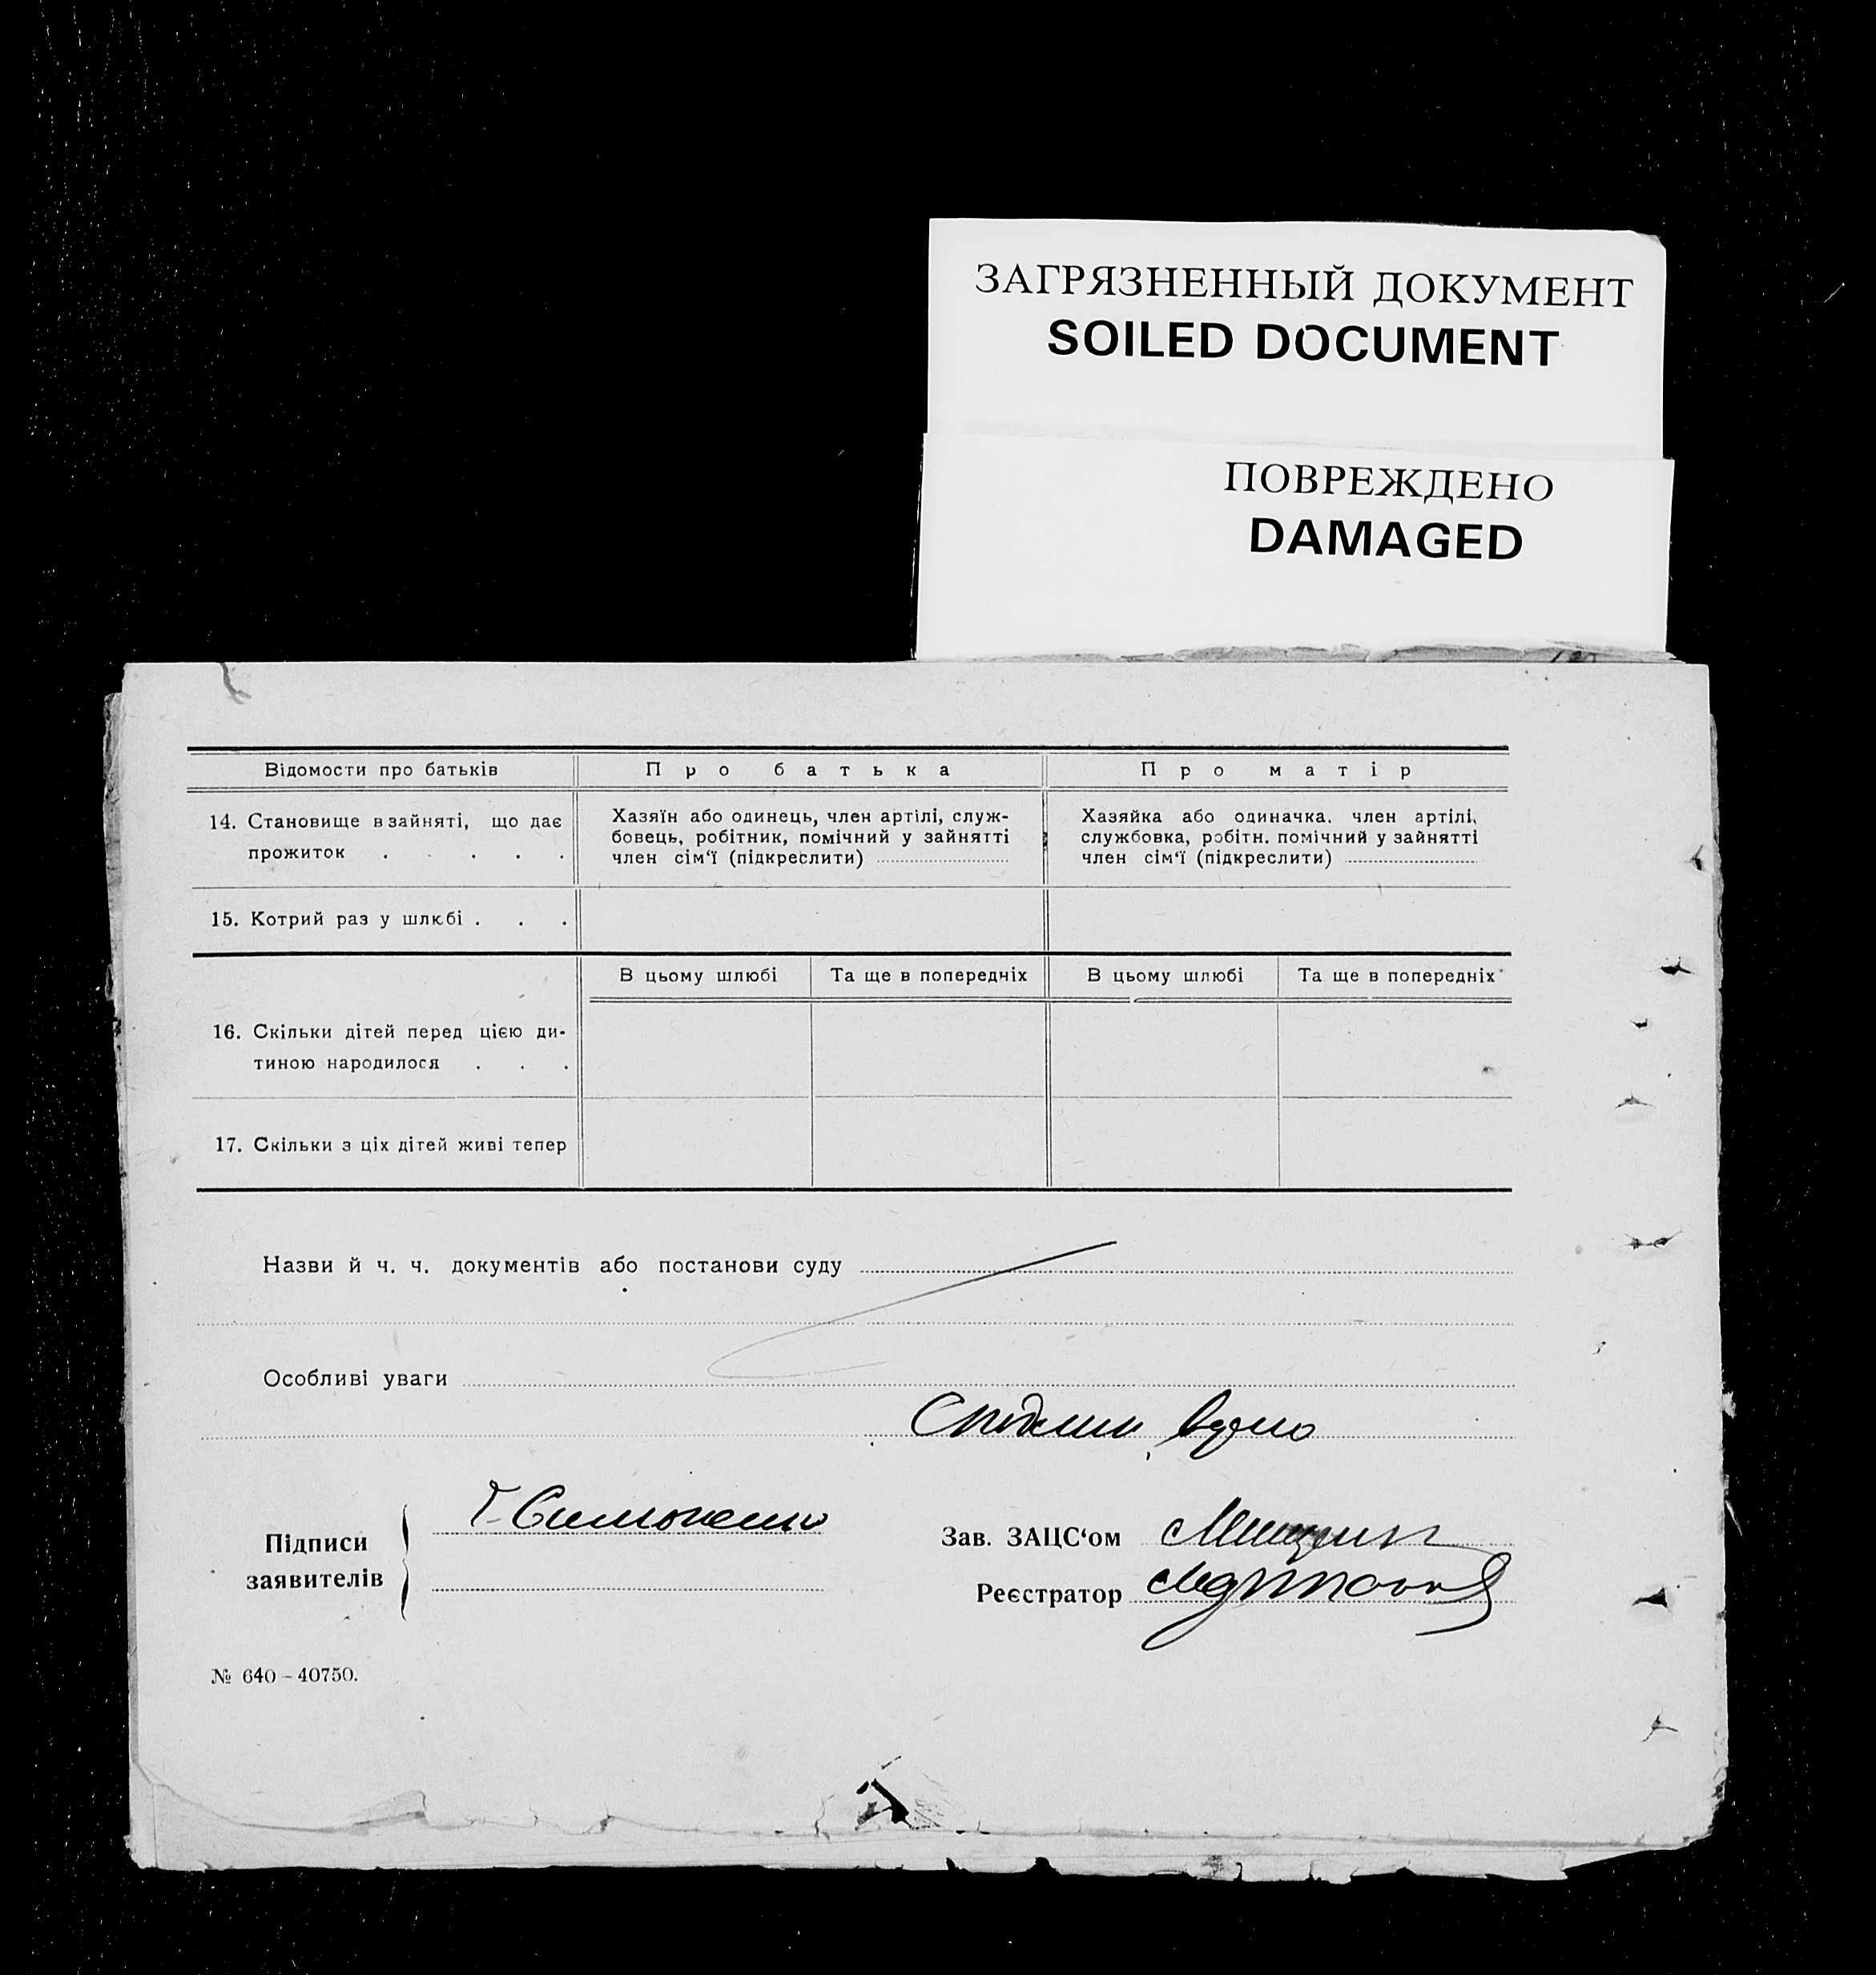 ЗАГРЯЗНЕННЫЙ ДОКУМЕНТ
SOILED DOCUMENT
ПОВРЕЖДЕНО
DAMAGED
Відомости про батьків
Про батька
Про матір
14. Становище в зайняті, що дає
прожиток . . . . .
Хазяїн або одинець, член артілі, служ-
бовець, робітник, помічний у зайнятті
член сім‘ї (підкреслити)
Хазяйка або одиначка. член артілі,
службовка, робітн. помічний у зайнятті
член сім‘ї (підкреслити)
15. Котрий раз у шлюбі . . .
В цьому шлюбі
Та ще в попередніх
В цьому шлюбі
Та ще в попередніх
16. Скільки дітей перед цією ди-
тиною народилося . . .
17. Скільки з ціх дітей живі тепер
Назви й ч. ч. документів або постанови суду
Особливі уваги
Підписи
заявителів
Г. Симоненко
Зав. ЗАЦС‘ом
Реєстратор
№ 640 – 40750.